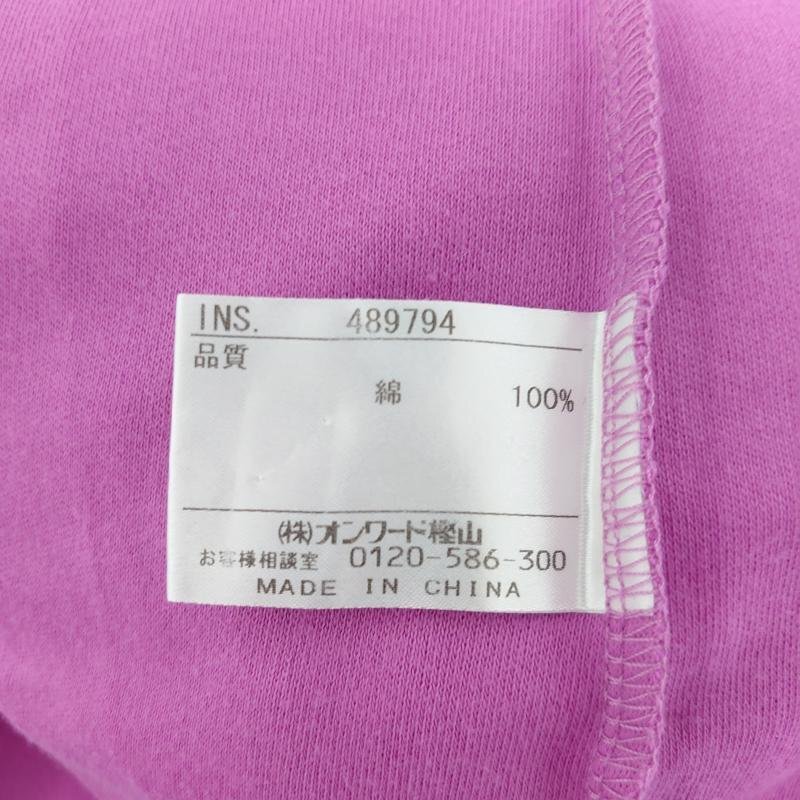 INS. 489794
品質
綿 100%
(株)オンワード樫山
お客様相談室 0120-586-300
MADE IN CHINA